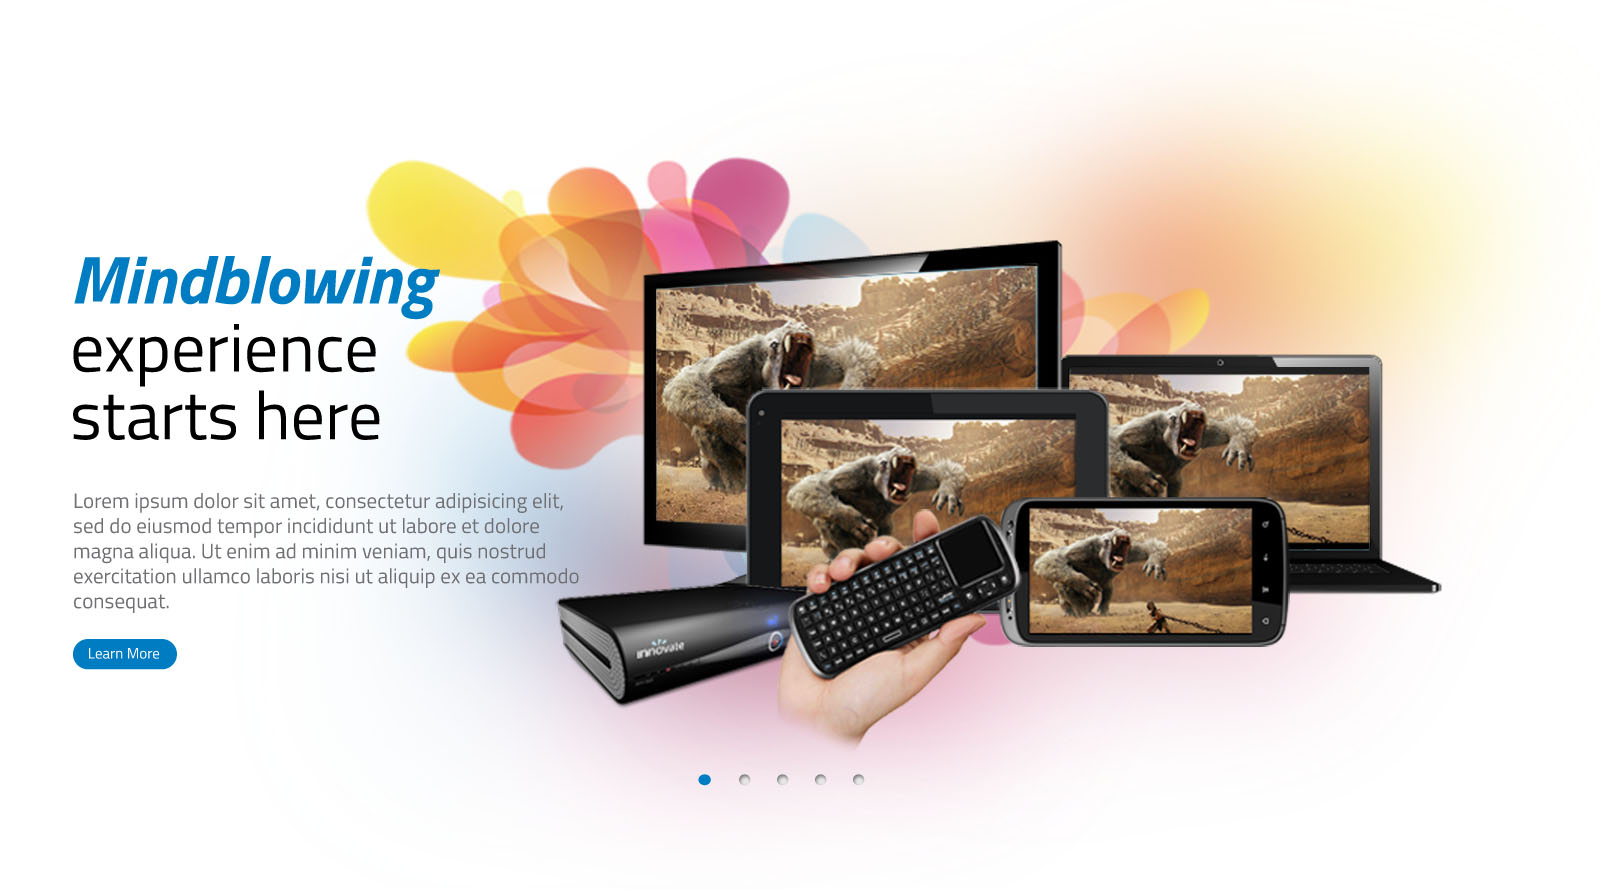 Mindblowing
experience
starts here
Lorem ipsum dolor sit amet, consectetur adipisicing elit,
sed do eiusmod tempor incididunt ut labore et dolore
magna aliqua. Ut enim ad minim veniam, quis nostrud
exercitation ullamco laboris nisi ut aliquip ex ea commodo
consequat.
Learn More
innovate